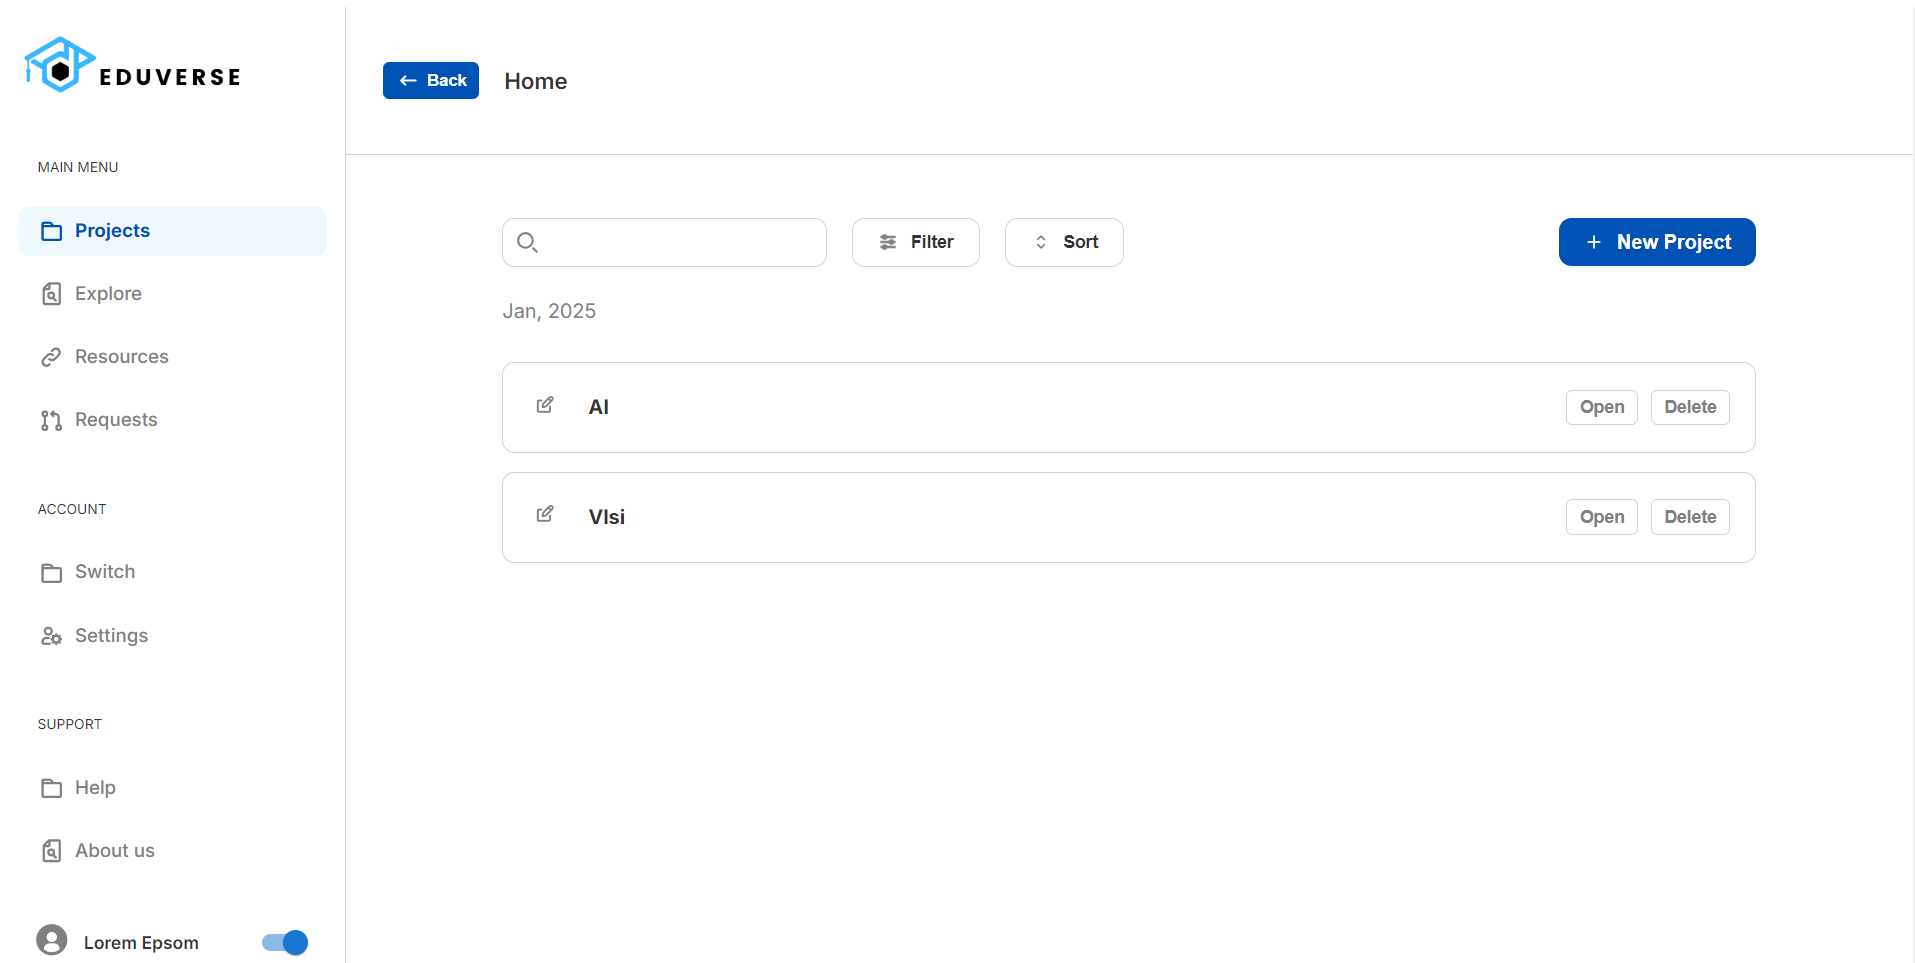 EDUVERSE
MAIN MENU
Projects
Explore
Resources
Requests
ACCOUNT
Switch
Settings
SUPPORT
Help
About us
Lorem Epsom
Back
Home
Filter
Sort
New Project
Jan, 2025
AI
Open
Delete
Vlsi
Open
Delete